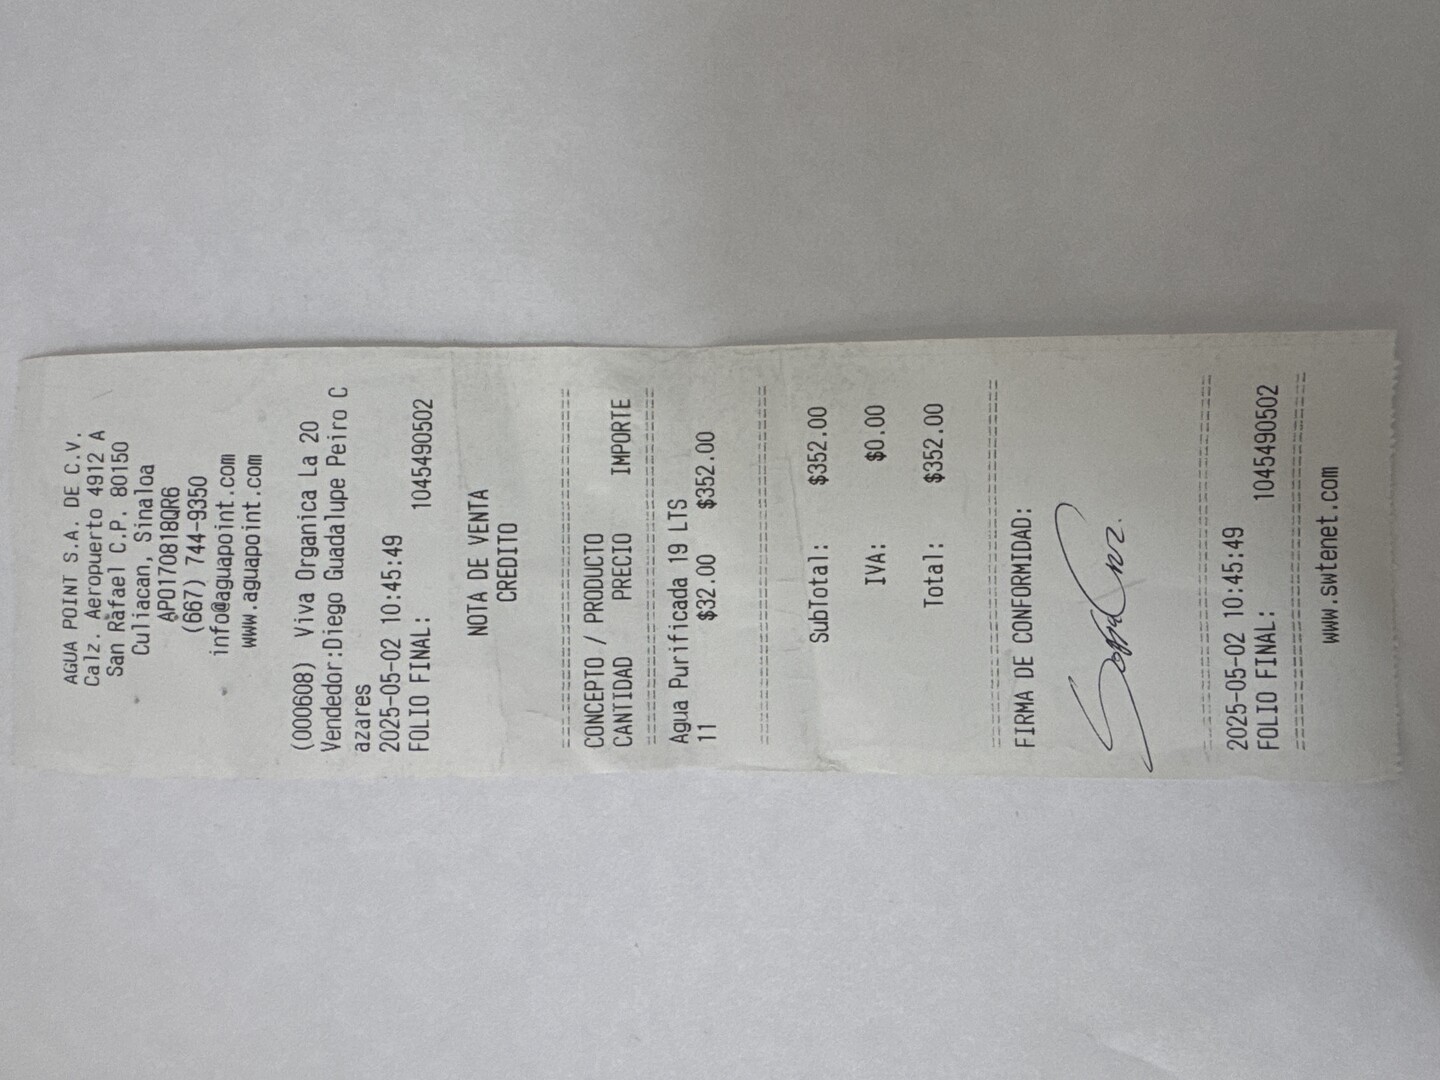 AGUA POINT S.A. DE C.V.
Calz. Aeropuerto 4912 A
San Rafael C.P. 80150
Culiacan, Sinaloa
APO170818QR6
(667) 744-9350
info@aguapoint.com
www.aguapoint.com
(000608) Viva Organica La 20
Vendedor:Diego Guadalupe Peiro C
azares
2025-05-02 10:45:49
FOLIO FINAL: 1045490502
NOTA DE VENTA
CREDITO
================================
CONCEPTO / PRODUCTO
CANTIDAD PRECIO IMPORTE
================================
Agua Purificada 19 LTS
11 $32.00 $352.00
================================
SubTotal: $352.00
IVA: $0.00
Total: $352.00
================================
FIRMA DE CONFORMIDAD:
================================
2025-05-02 10:45:49
FOLIO FINAL: 1045490502
================================
www.swtenet.com